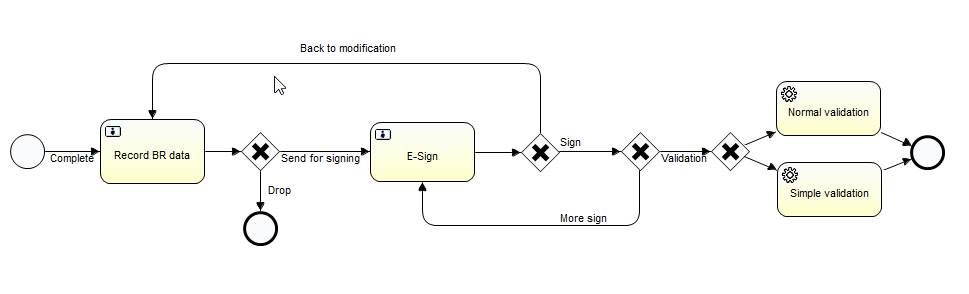 Back to modification
Complete
Record BR data
Send for signing
Drop
E-Sign
Sign
More sign
Validation
Normal validation
Simple validation